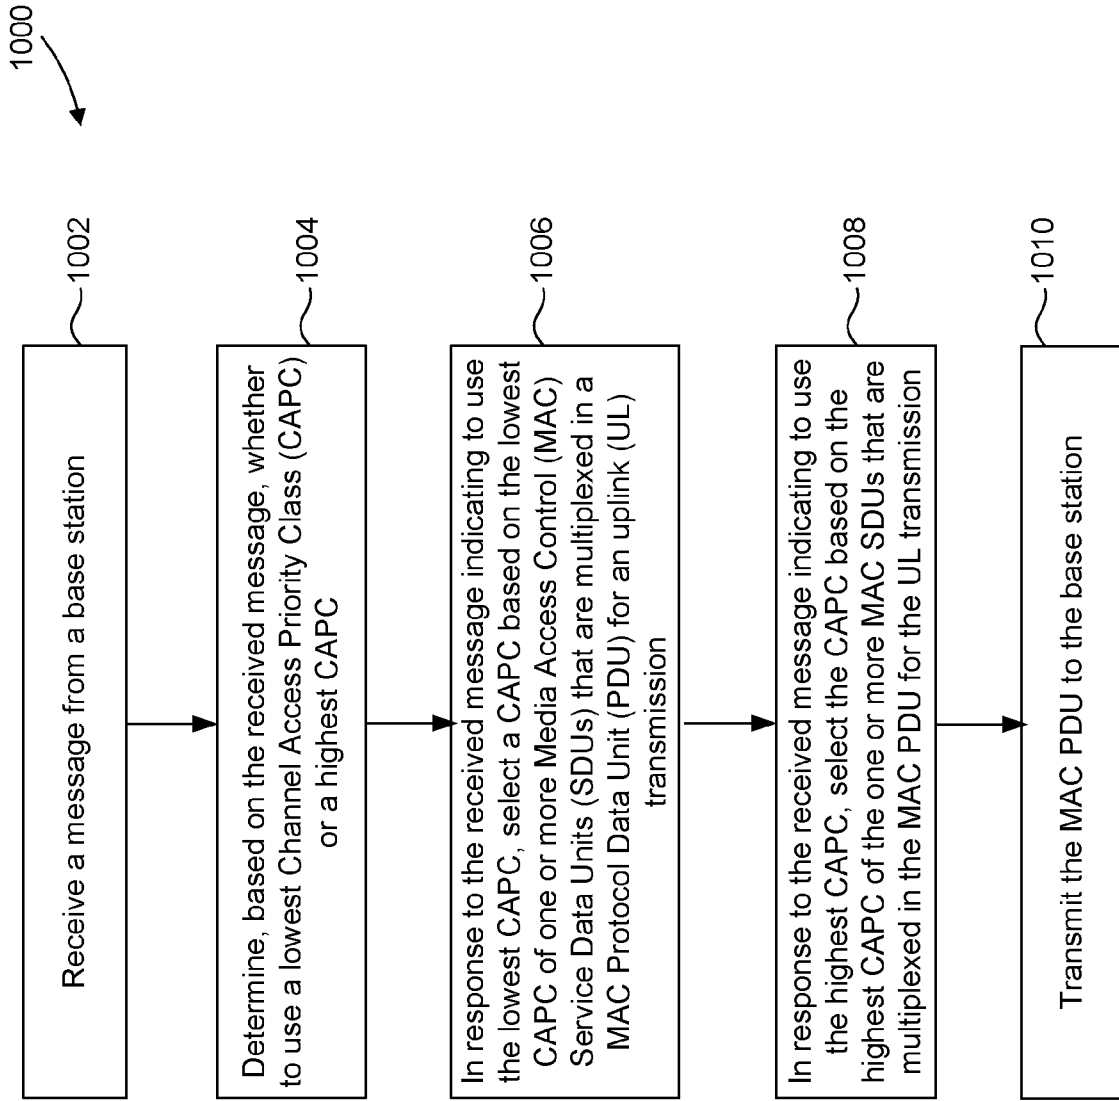 1000
Receive a message from a base station
1002
Determine, based on the received message, whether
to use a lowest Channel Access Priority Class (CAPC)
or a highest CAPC
1004
In response to the received message indicating to use
the lowest CAPC, select a CAPC based on the lowest
CAPC of one or more Media Access Control (MAC)
Service Data Units (SDUs) that are multiplexed in a
MAC Protocol Data Unit (PDU) for an uplink (UL)
transmission
1006
In response to the received message indicating to use
the highest CAPC, select the CAPC based on the
highest CAPC of the one or more MAC SDUs that are
multiplexed in the MAC PDU for the UL transmission
1008
Transmit the MAC PDU to the base station
1010